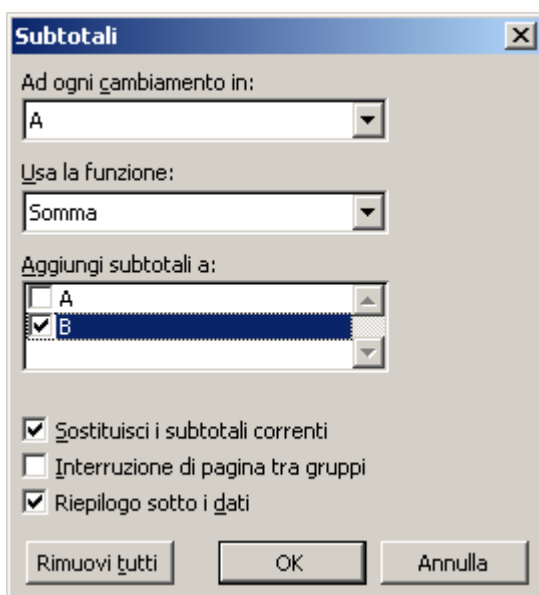 Subtotali
Ad ogni cambiamento in:
A
Usa la funzione:
Somma
Aggiungi subtotali a:
A
B
Sostituisci i subtotali correnti
Interruzione di pagina tra gruppi
Riepilogo sotto i dati
Rimuovi tutti OK Annulla